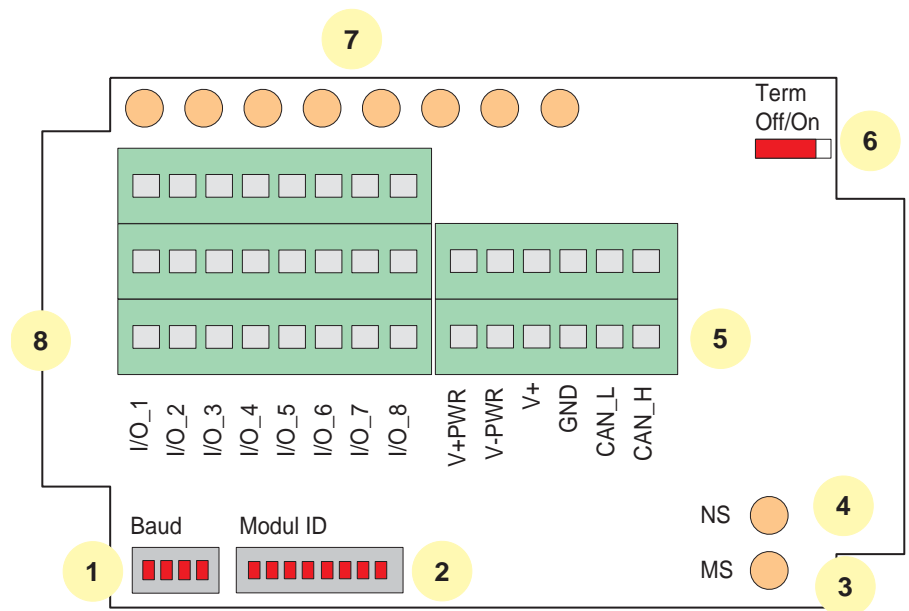 7
Term
Off/On
6
8
5
I/O_1
I/O_2
I/O_3
I/O_4
I/O_5
I/O_6
I/O_7
I/O_8
V+PWR
V-PWR
V+
GND
CAN_L
CAN_H
NS
4
Baud
Modul ID
1
2
MS
3